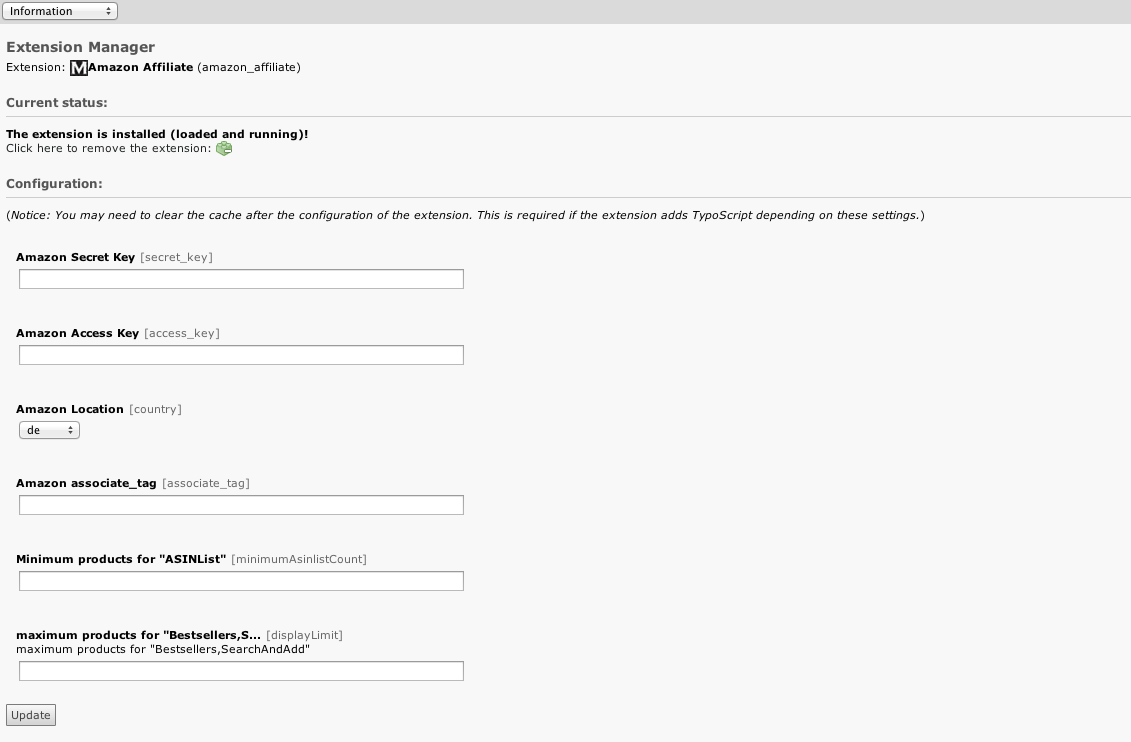 Information
Extension Manager
Extension: Amazon Affiliate (amazon_affiliate)
Current status:
The extension is installed (loaded and running)!
Click here to remove the extension:
Configuration:
(Notice: You may need to clear the cache after the configuration of the extension. This is required if the extension adds TypoScript depending on these settings.)
Amazon Secret Key [secret_key]
Amazon Access Key [access_key]
Amazon Location [country]
de
Amazon associate_tag [associate_tag]
Minimum products for "ASINList" [minimumAsinlistCount]
maximum products for "Bestsellers,S... [displayLimit]
maximum products for "Bestsellers,SearchAndAdd"
Update